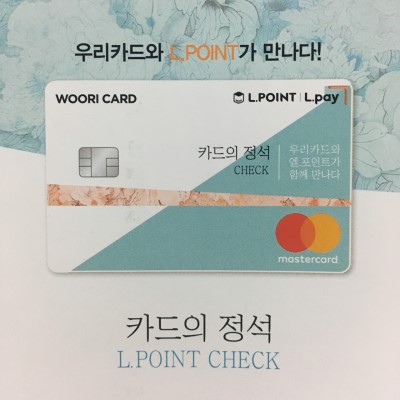 우리카드와 L.POINT가 만나다!
WOORI CARD
L.POINT | L.pay
카드의 정석
CHECK
우리카드와
엘.포인트가
함께 만나다
mastercard
카드의 정석
L.POINT CHECK